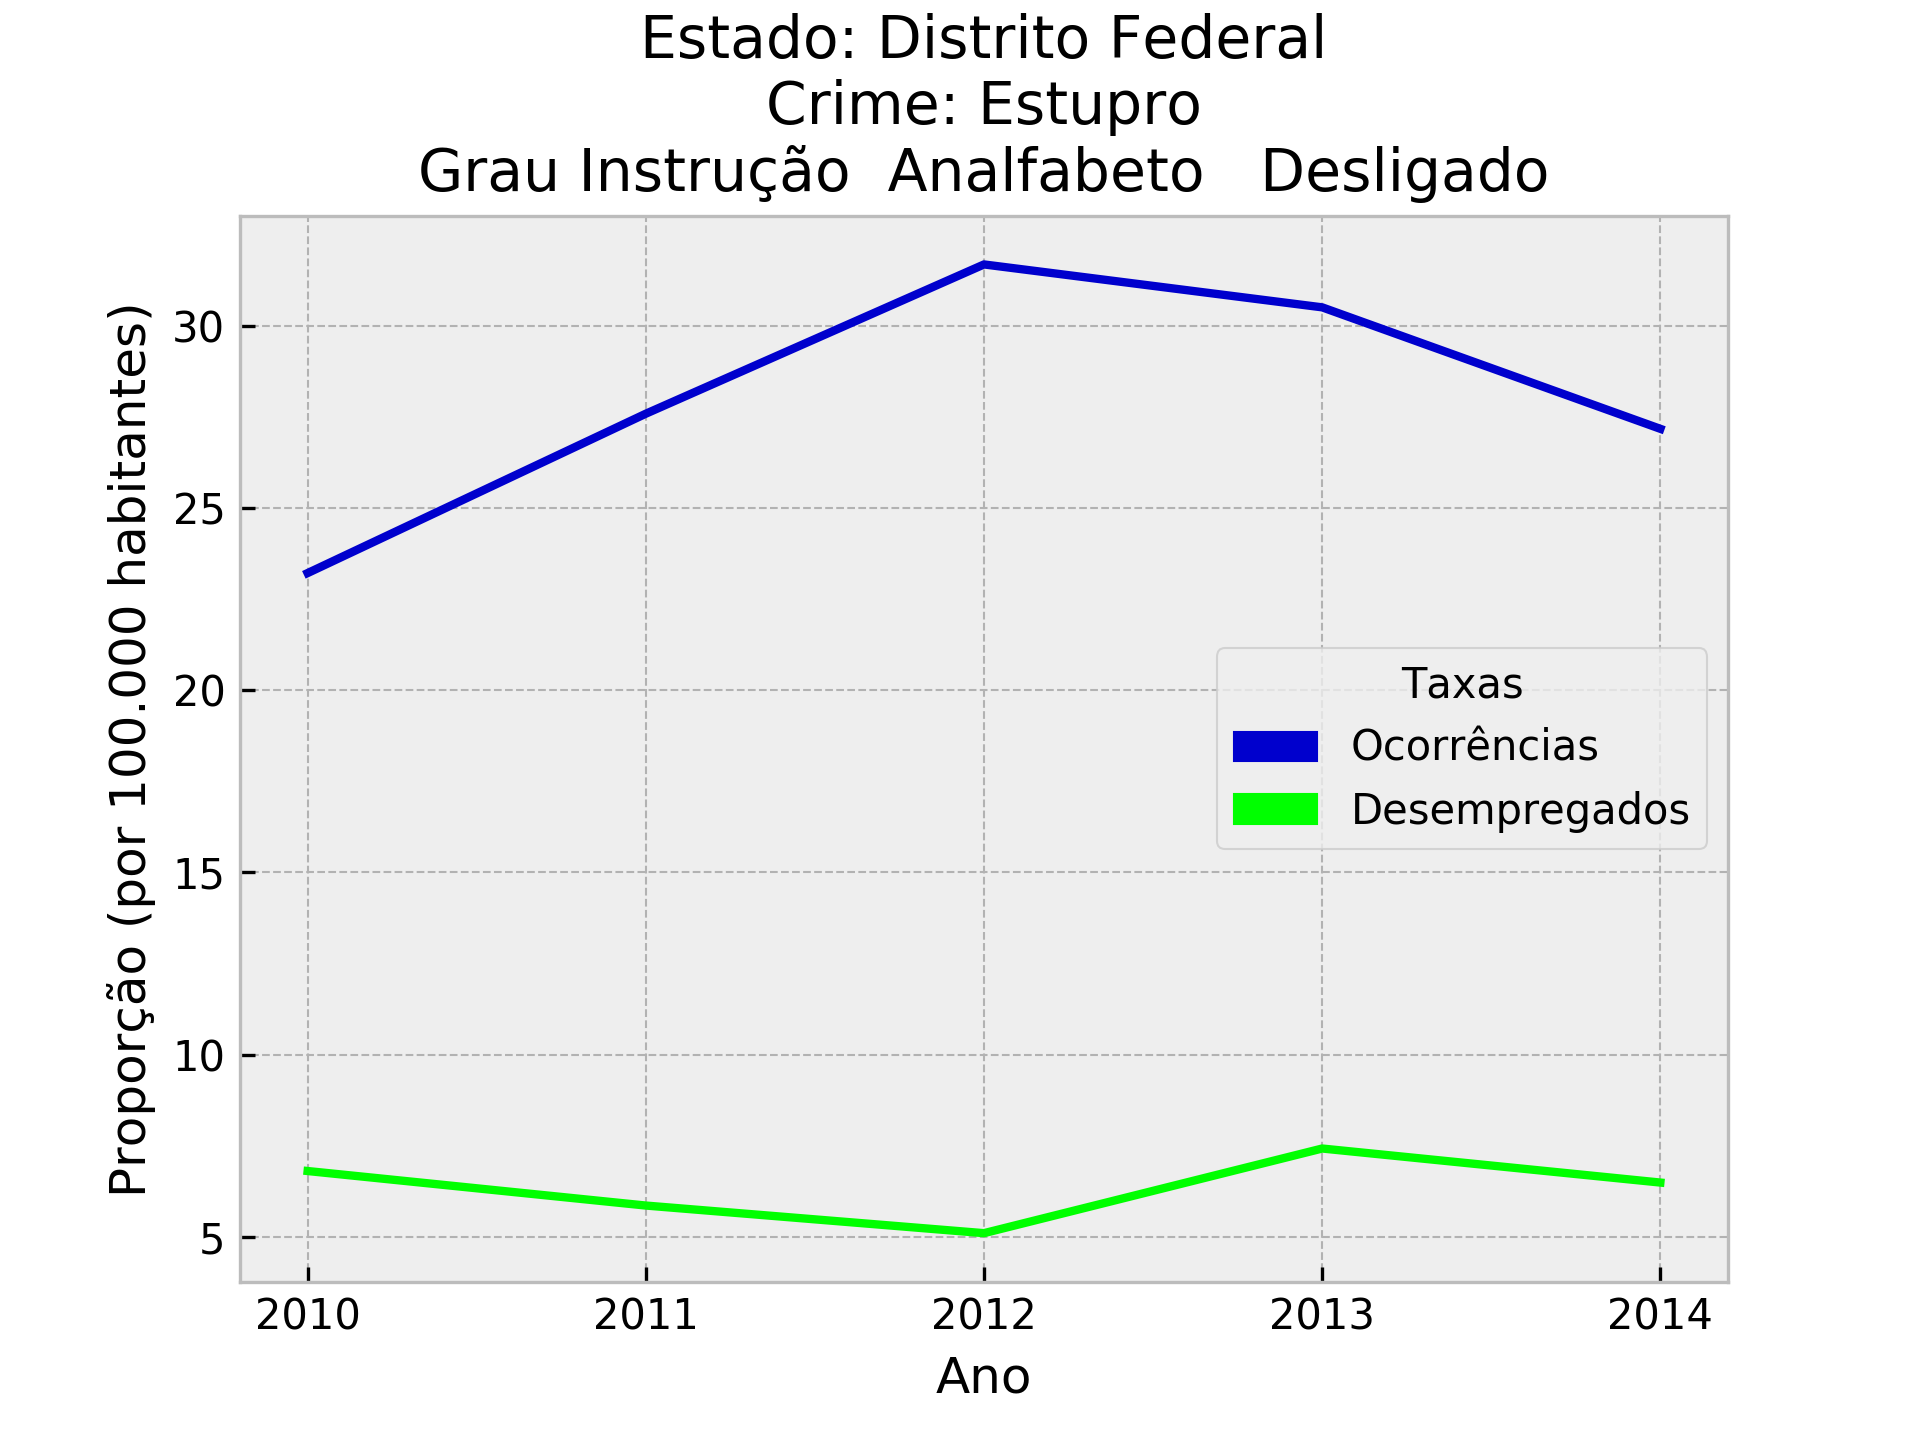 Estado: Distrito Federal
Crime: Estupro
Grau Instrução  Analfabeto   Desligado
Proporção (por 100.000 habitantes)
30
25
20
15
10
5
Taxas
Ocorrências
Desempregados
2010 2011 2012 2013 2014
Ano